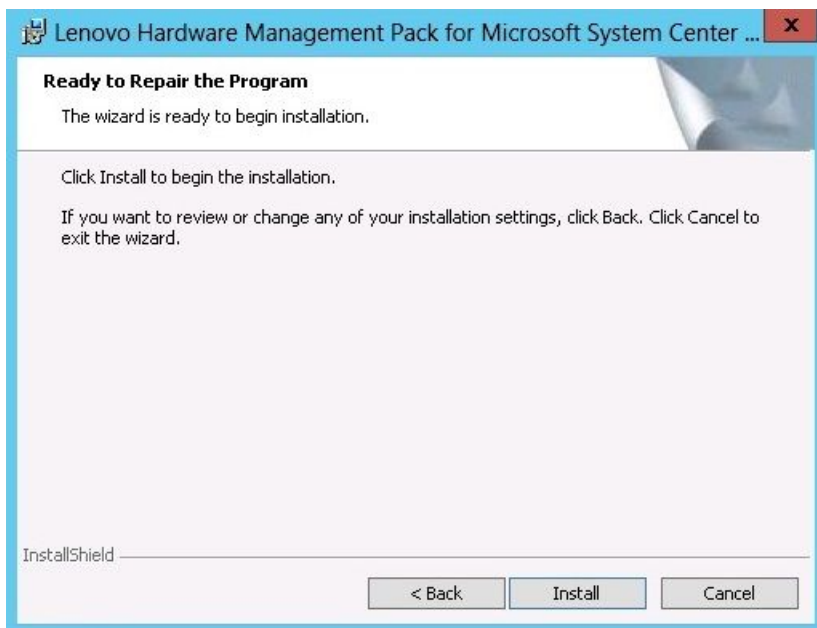 Lenovo Hardware Management Pack for Microsoft System Center ...
x
Ready to Repair the Program
The wizard is ready to begin installation.
Click Install to begin the installation.
If you want to review or change any of your installation settings, click Back. Click Cancel to
exit the wizard.
InstallShield
< Back Install Cancel